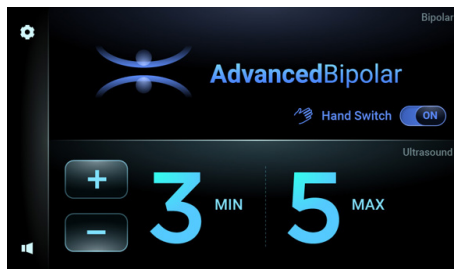 Bipolar
AdvancedBipolar
Hand Switch ON
Ultrasound
+ 3 MIN 5 MAX
−